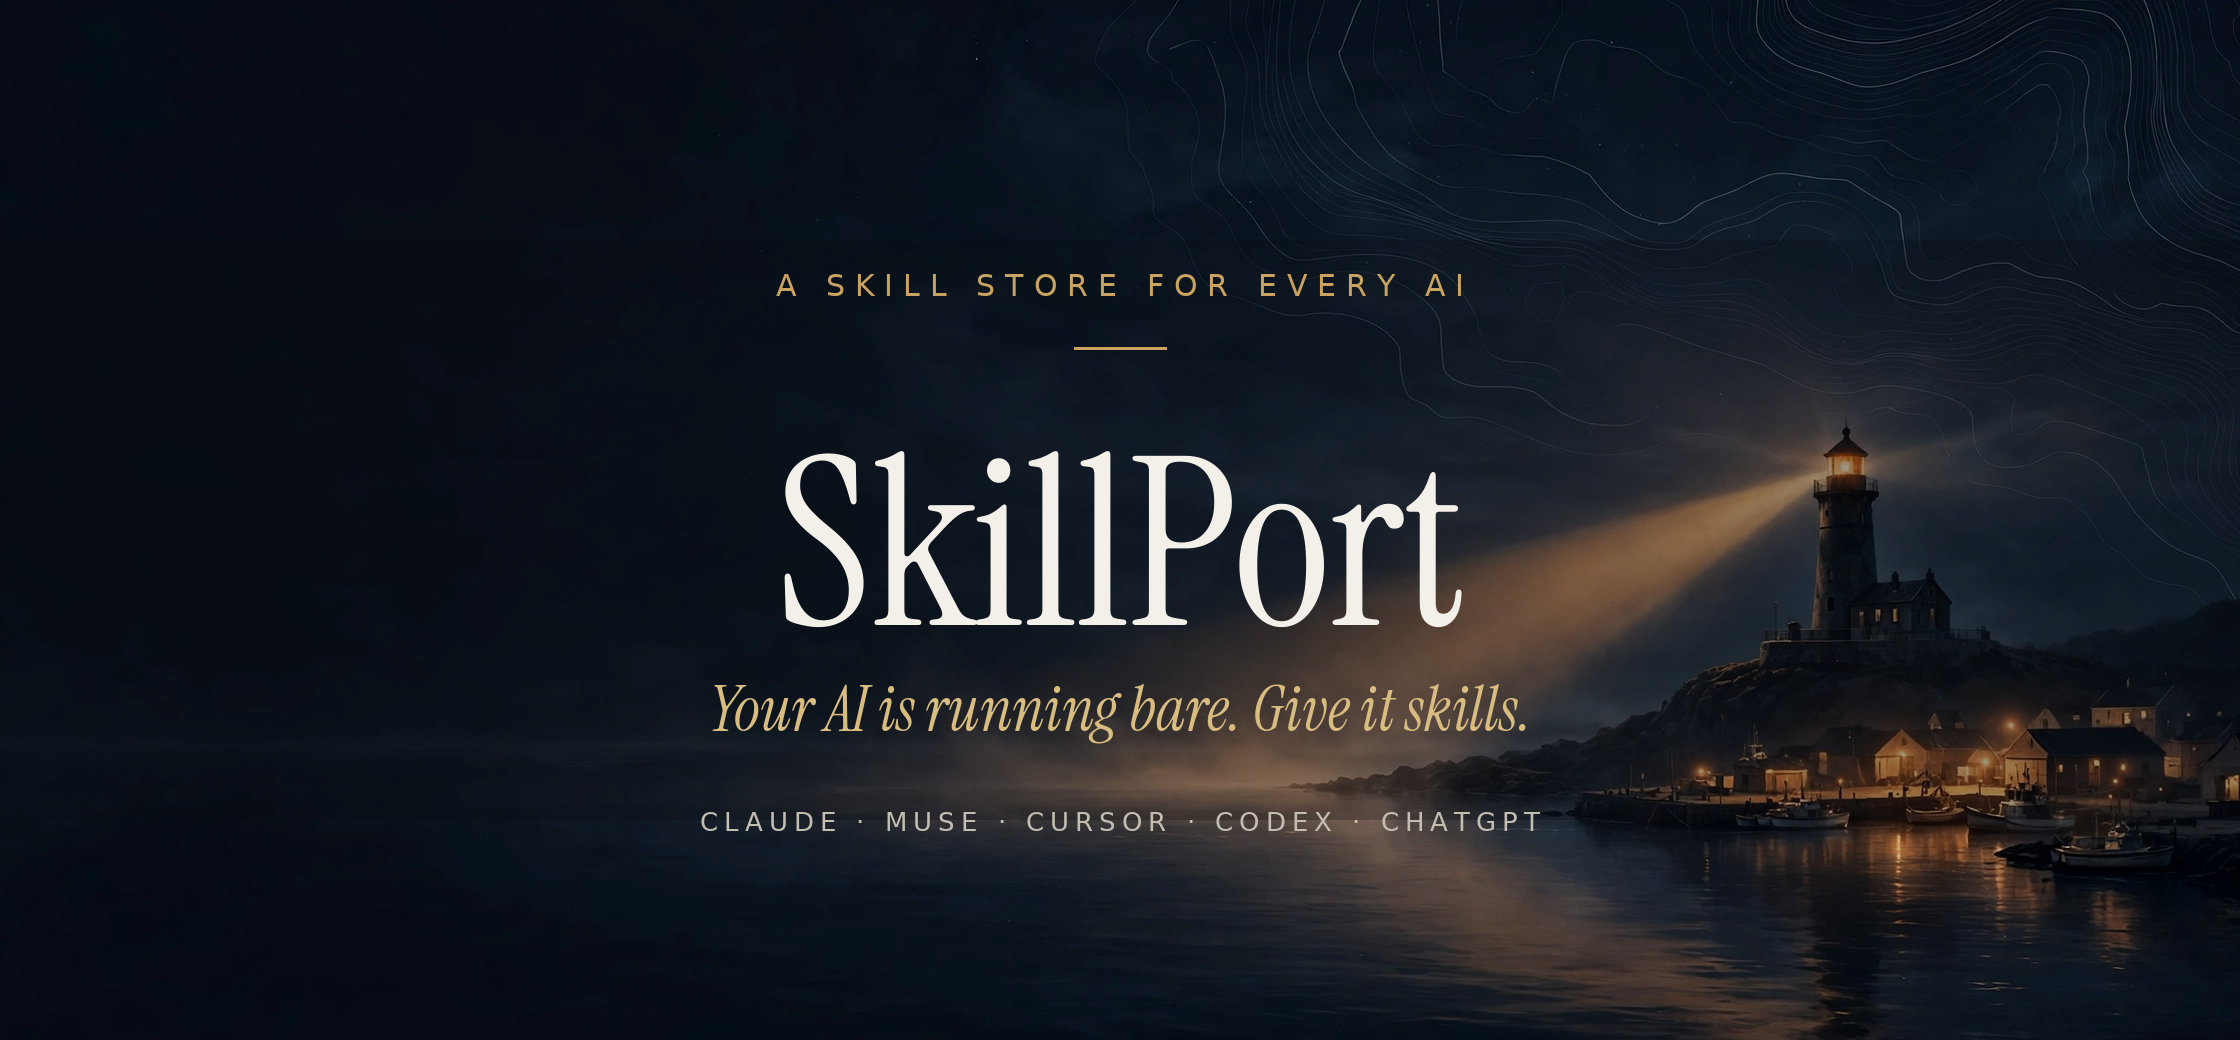 A SKILL STORE FOR EVERY AI
SkillPort
Your AI is running bare. Give it skills.
CLAUDE · MUSE · CURSOR · CODEX · CHATGPT